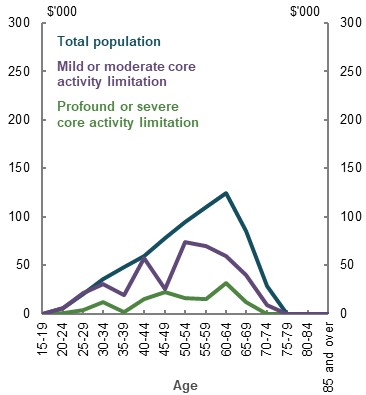 $'000 $'000
300 300
Total population
250 250
Mild or moderate core
activity limitation
200 200
Profound or severe
core activity limitation
150 150
100 100
50 50
0 0
15-19 20-24 25-29 30-34 35-39 40-44 45-49 50-54 55-59 60-64 65-69 70-74 75-79 80-84 85 and over
Age